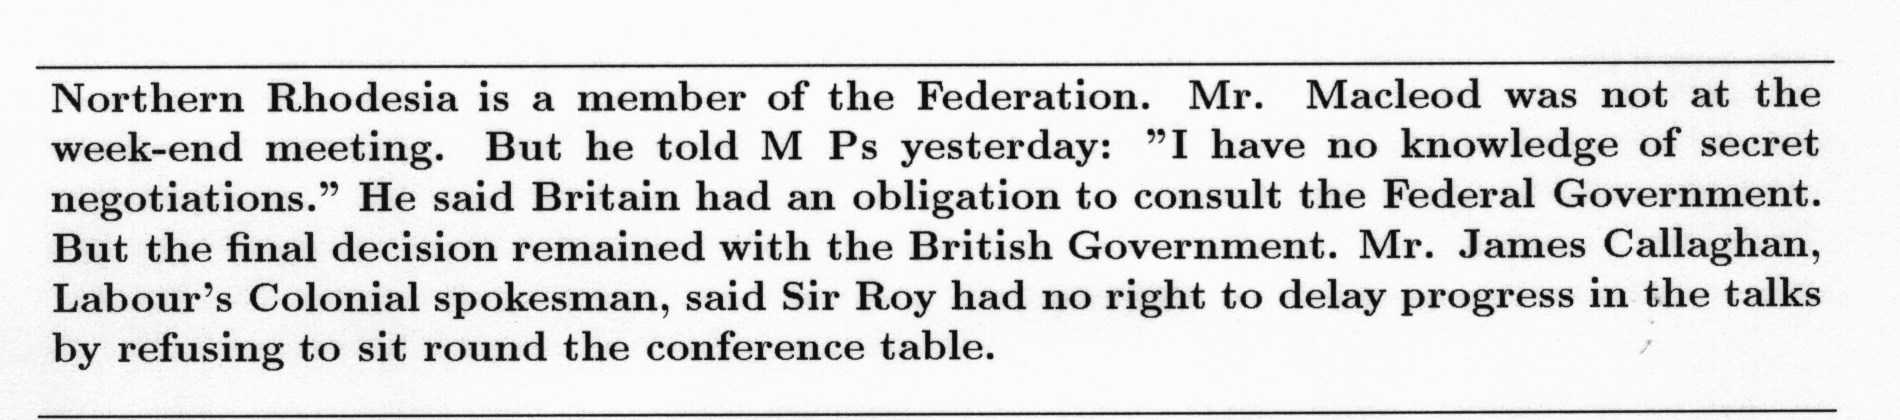 Northern Rhodesia is a member of the Federation. Mr. Macleod was not at the
week-end meeting. But he told M Ps yesterday: ”I have no knowledge of secret
negotiations.” He said Britain had an obligation to consult the Federal Government.
But the final decision remained with the British Government. Mr. James Callaghan,
Labour’s Colonial spokesman, said Sir Roy had no right to delay progress in the talks
by refusing to sit round the conference table.